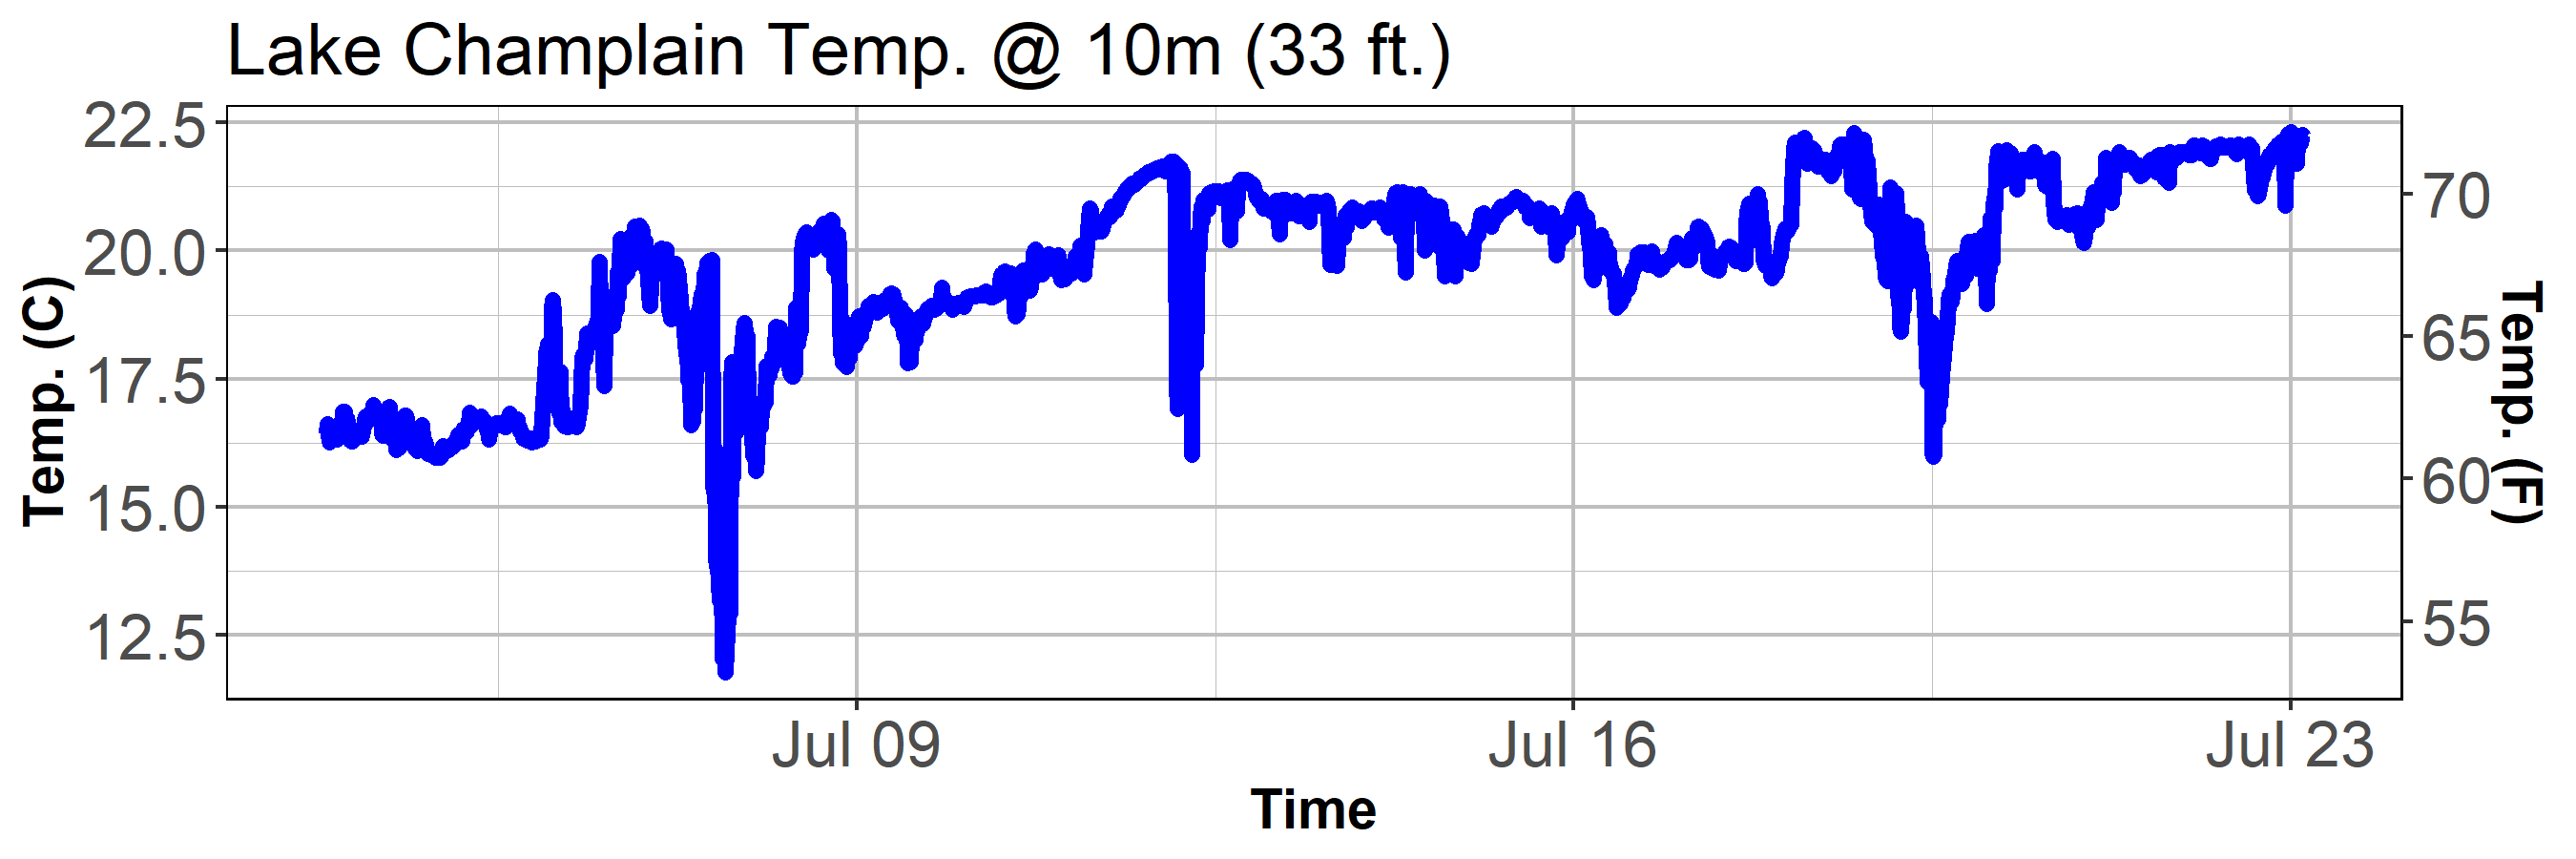 Lake Champlain Temp. @ 10m (33 ft.)
Temp. (C)
22.5
20.0
17.5
15.0
12.5
70
65
60
55
Temp. (F)
Jul 09
Jul 16
Jul 23
Time